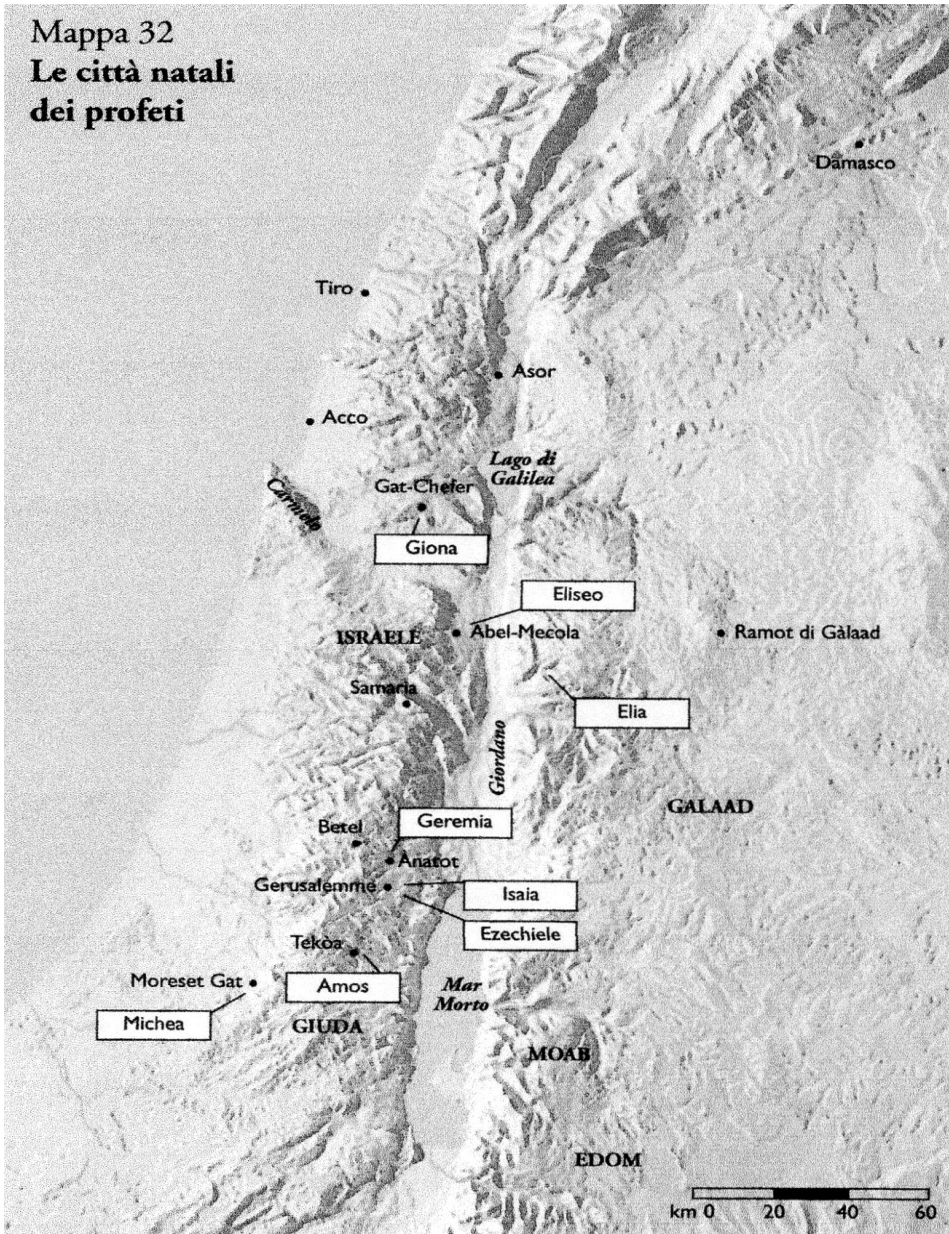 Mappa 32
Le città natali
dei profeti
Damasco
Tiro
Asor
Acco
Lago di
Galilea
Carmelo
Gat-Chefer
Giona
Eliseo
ISRAELE
Abel-Mecola
Ramot di Gàlaad
Samaria
Elia
Giordano
GALAAD
Geremia
Betel
Anatot
Gerusalemme
Isaia
Ezechiele
Tekòa
Moreset Gat
Amos
Mar
Morto
Michea
GIUDA
MOAB
EDOM
km 0 20 40 60